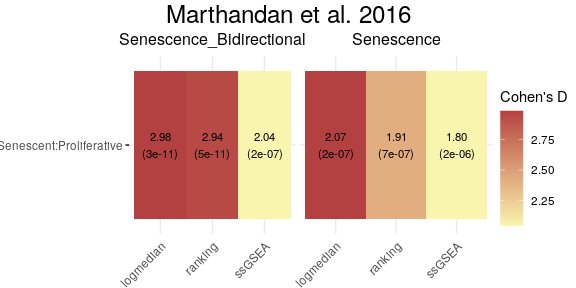 Marthandan et al. 2016
Senescence_Bidirectional
Senescence
Senescent:Proliferative
2.98
(3e-11)
2.94
(5e-11)
2.04
(2e-07)
2.07
(2e-07)
1.91
(7e-07)
1.80
(2e-06)
logmedian
ranking
ssGSEA
logmedian
ranking
ssGSEA
Cohen's D
2.75
2.50
2.25